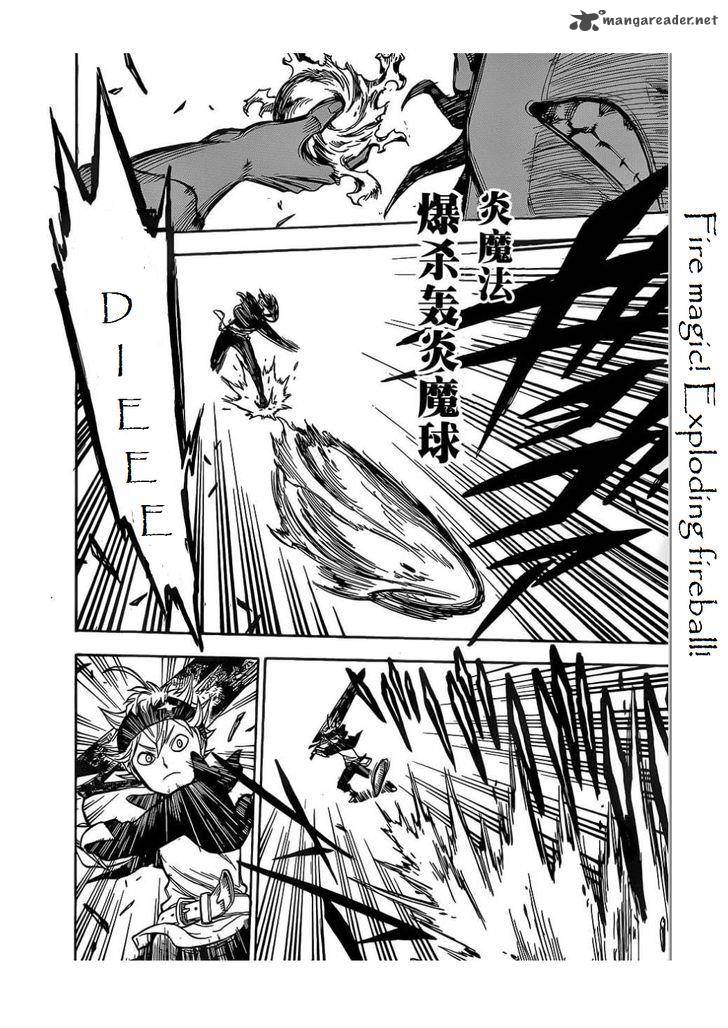 mangareader.net
炎魔法
爆杀轰炎魔球
DIEEE
Fire magic! Exploding fireball!